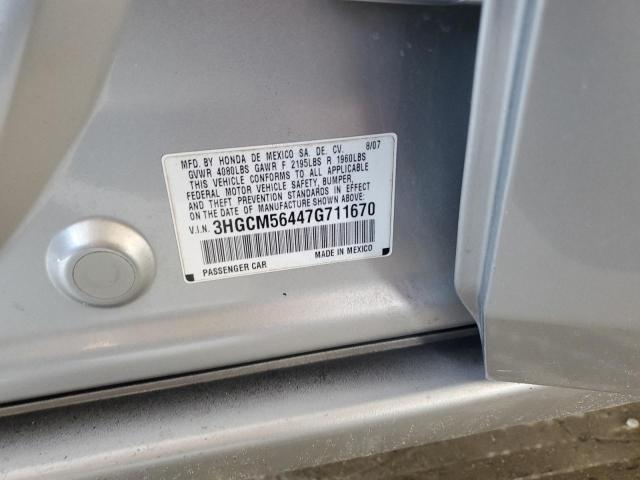 MFD. BY HONDA DE MEXICO SA. DE. CV. 8/07
GVWR 4080LBS GAWR F 2195LBS R 1960LBS
THIS VEHICLE CONFORMS TO ALL APPLICABLE
FEDERAL MOTOR VEHICLE SAFETY, BUMPER,
AND THEFT PREVENTION STANDARDS IN EFFECT
ON THE DATE OF MANUFACTURE SHOWN ABOVE.
V.I.N. 3HGCM56447G711670
PASSENGER CAR MADE IN MEXICO